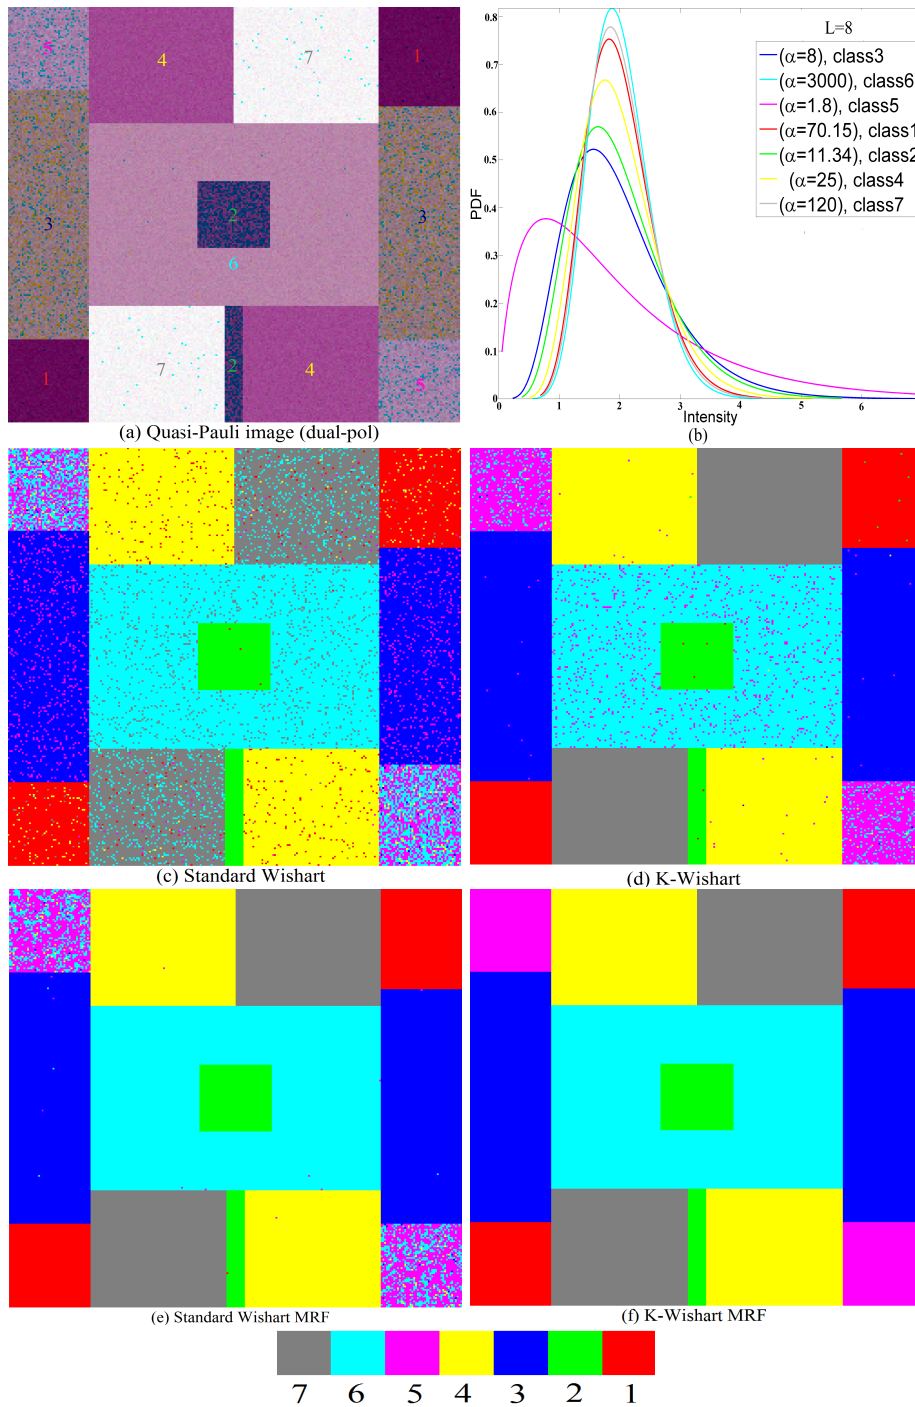 5
4
7
1
3
2
3
6
1
7
2
4
5
(a) Quasi-Pauli image (dual-pol)
0.8
0.7
0.6
0.5
0.4
0.3
0.2
0.1
0
PDF
L=8
(α=8), class3
(α=3000), class6
(α=1.8), class5
(α=70.15), class1
(α=11.34), class2
(α=25), class4
(α=120), class7
0 1 2 3 4 5 6
Intensity
(b)
(c) Standard Wishart
(d) K-Wishart
(e) Standard Wishart MRF
(f) K-Wishart MRF
7 6 5 4 3 2 1